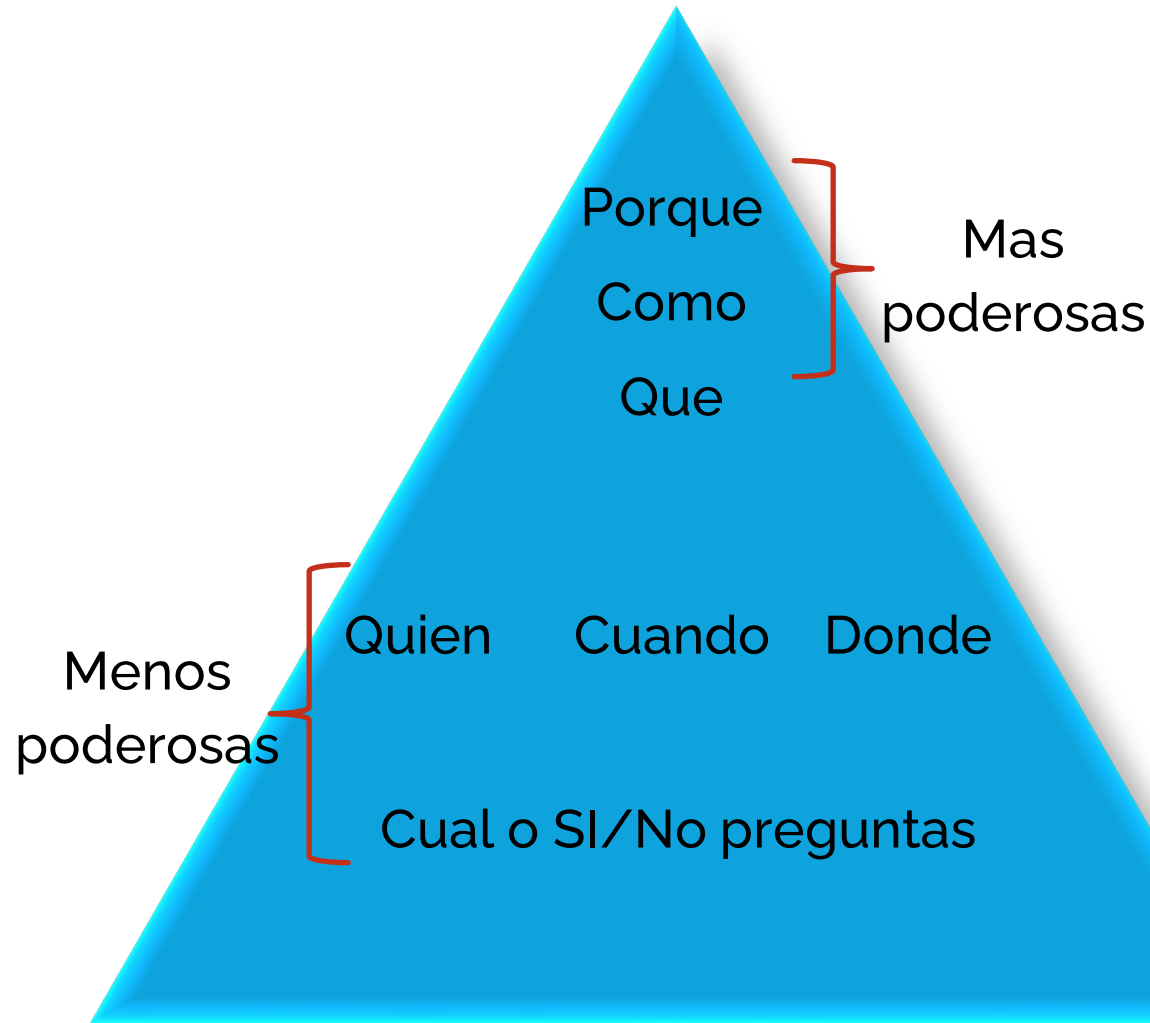 Porque
Mas
poderosas
Como
Que
Quien Cuando Donde
Menos
poderosas
Cual o SI/No preguntas